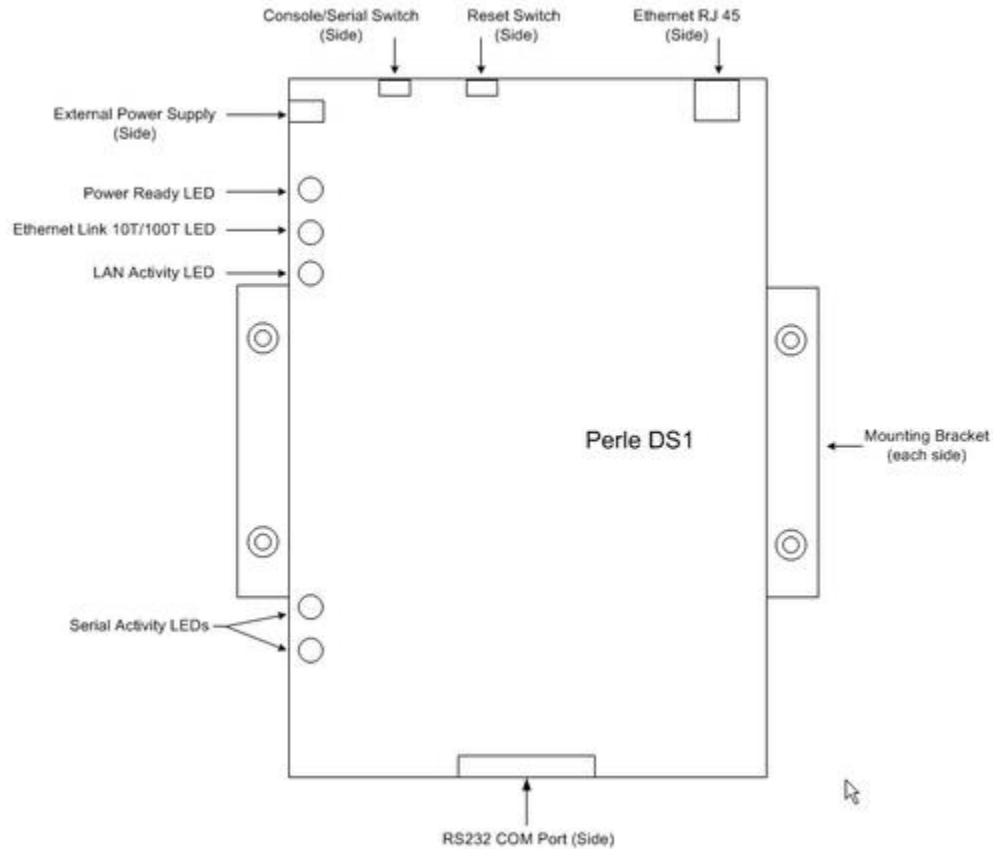 Console/Serial Switch
(Side)
Reset Switch
(Side)
Ethernet RJ 45
(Side)
External Power Supply
(Side)
Power Ready LED
Ethernet Link 10T/100T LED
LAN Activity LED
Perle DS1
Mounting Bracket
(each side)
Serial Activity LEDs
RS232 COM Port (Side)